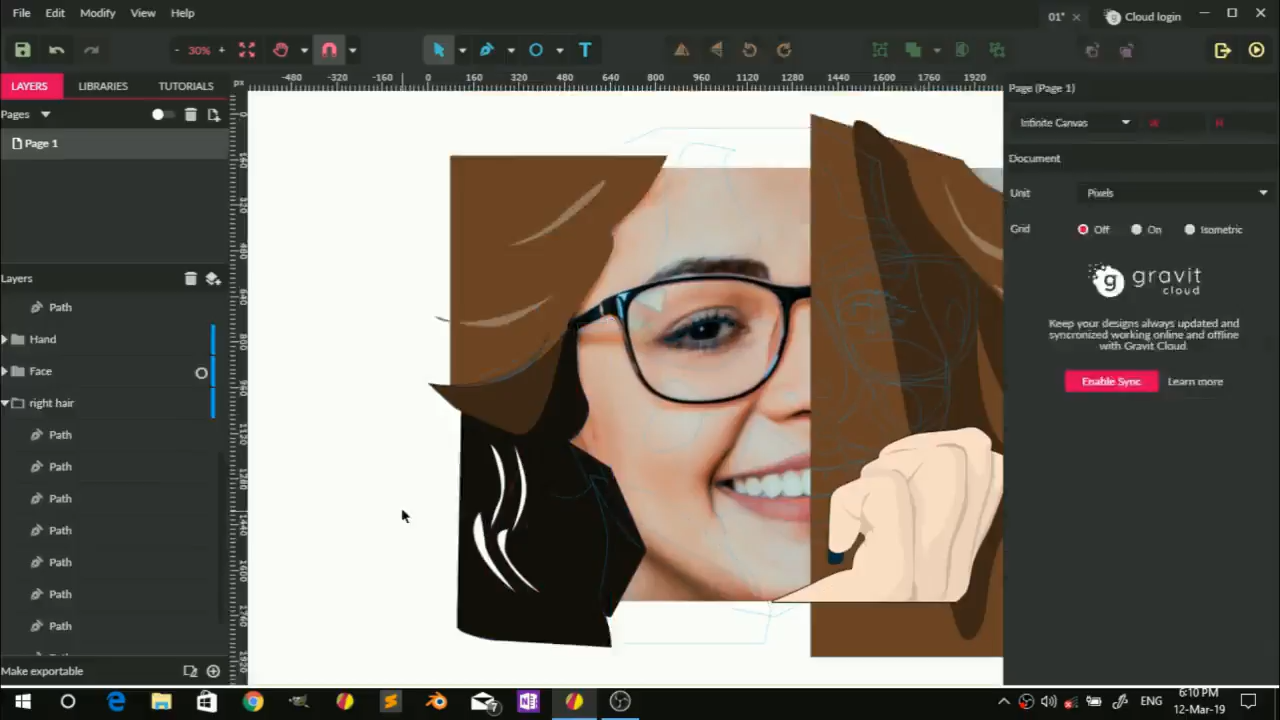 File Edit Modify View Help
01* × Cloud login
- 30% +
T
LAYERS LIBRARIES TUTORIALS
px -480 -320 -160 0 160 320 480 640 800 960 1120 1280 1440 1600 1760 1920
Page (Page 1)
Pages
Infinite Canvas
Page 1
Document
Unit Pixels
Grid Off On Isometric
Layers
gravit
cloud
Path
Keep your designs always updated and
syncronized working online and offline
with Gravit Cloud.
Hand
Face
Enable Sync Learn more
right hair
Path
Path
Path
Path
Path
Path
Path
Make exportable
7
ENG
6:10 PM
12-Mar-19